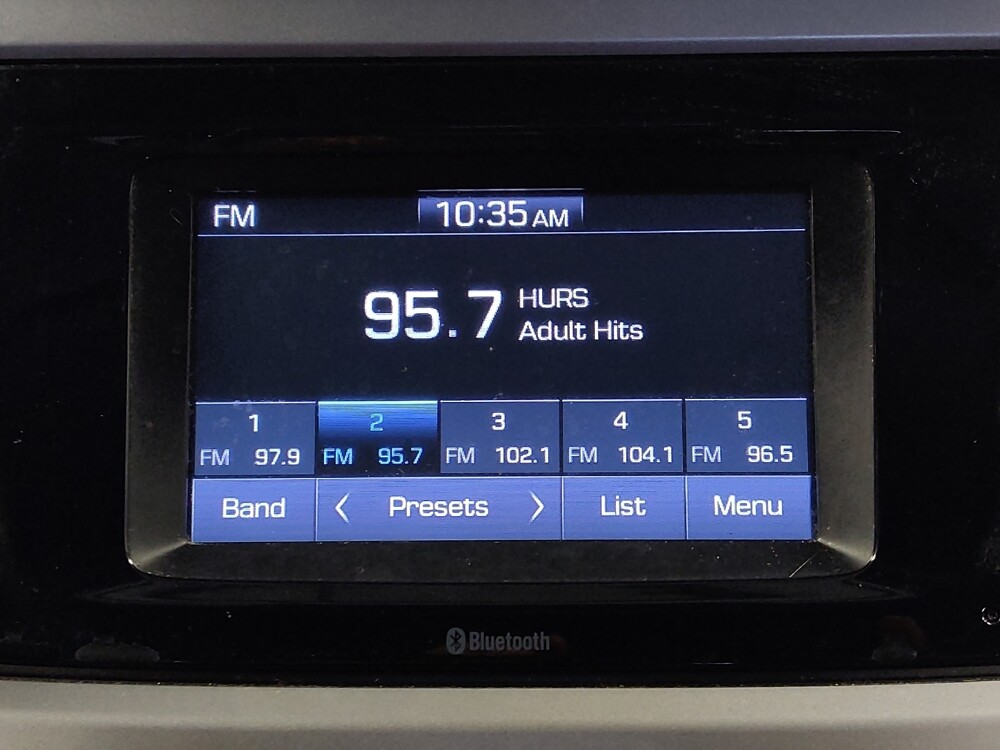 FM 10:35 AM
95.7 HURS
Adult Hits
1 2 3 4 5
FM 97.9 FM 95.7 FM 102.1 FM 104.1 FM 96.5
Band < Presets > List Menu
Bluetooth